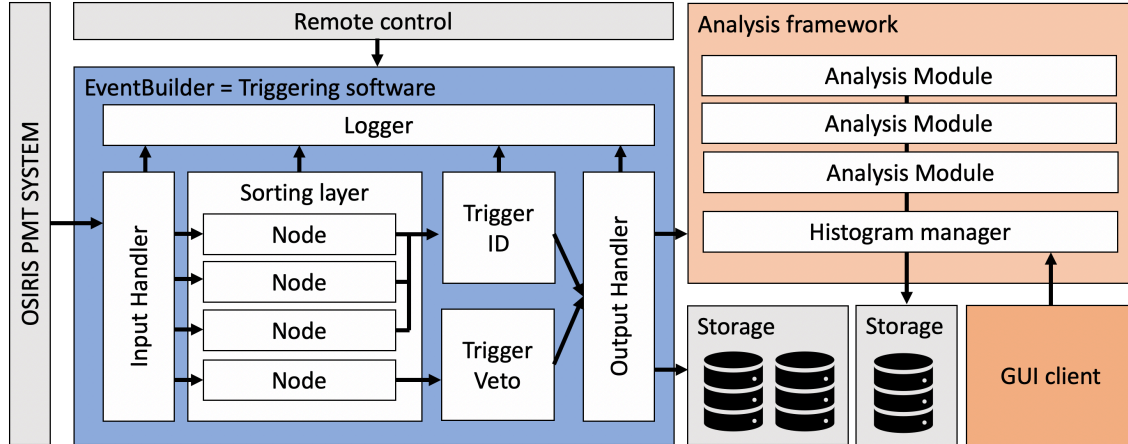 OSIRIS PMT SYSTEM
Remote control
EventBuilder = Triggering software
Logger
Input Handler
Sorting layer
Node
Node
Node
Node
Trigger
ID
Trigger
Veto
Output Handler
Analysis framework
Analysis Module
Analysis Module
Analysis Module
Histogram manager
Storage
Storage
GUI client